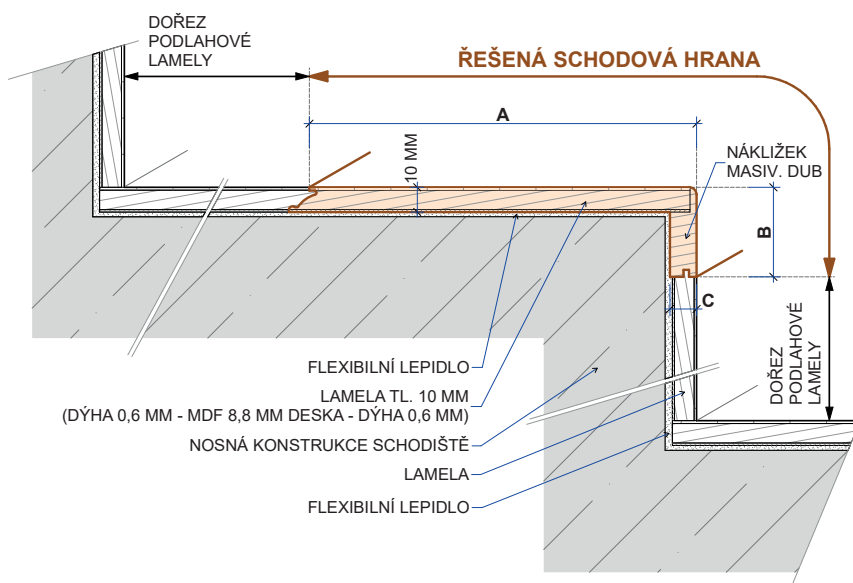 DOŘEZ
PODLAHOVÉ
LAMELY
ŘEŠENÁ SCHODOVÁ HRANA
A
10 MM
NÁKLIŽEK
MASIV. DUB
B
C
DOŘEZ
PODLAHOVÉ
LAMELY
FLEXIBILNÍ LEPIDLO
LAMELA TL. 10 MM
(DÝHA 0,6 MM - MDF 8,8 MM DESKA - DÝHA 0,6 MM)
NOSNÁ KONSTRUKCE SCHODIŠTĚ
LAMELA
FLEXIBILNÍ LEPIDLO